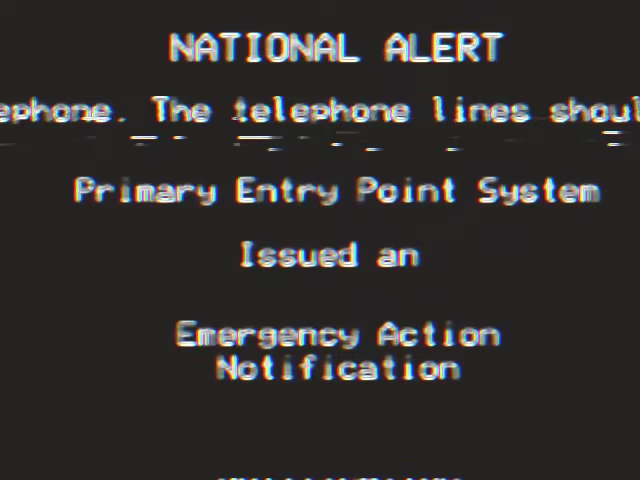 NATIONAL ALERT
ephone. The telephone lines shoul
Primary Entry Point System
Issued an
Emergency Action
Notification